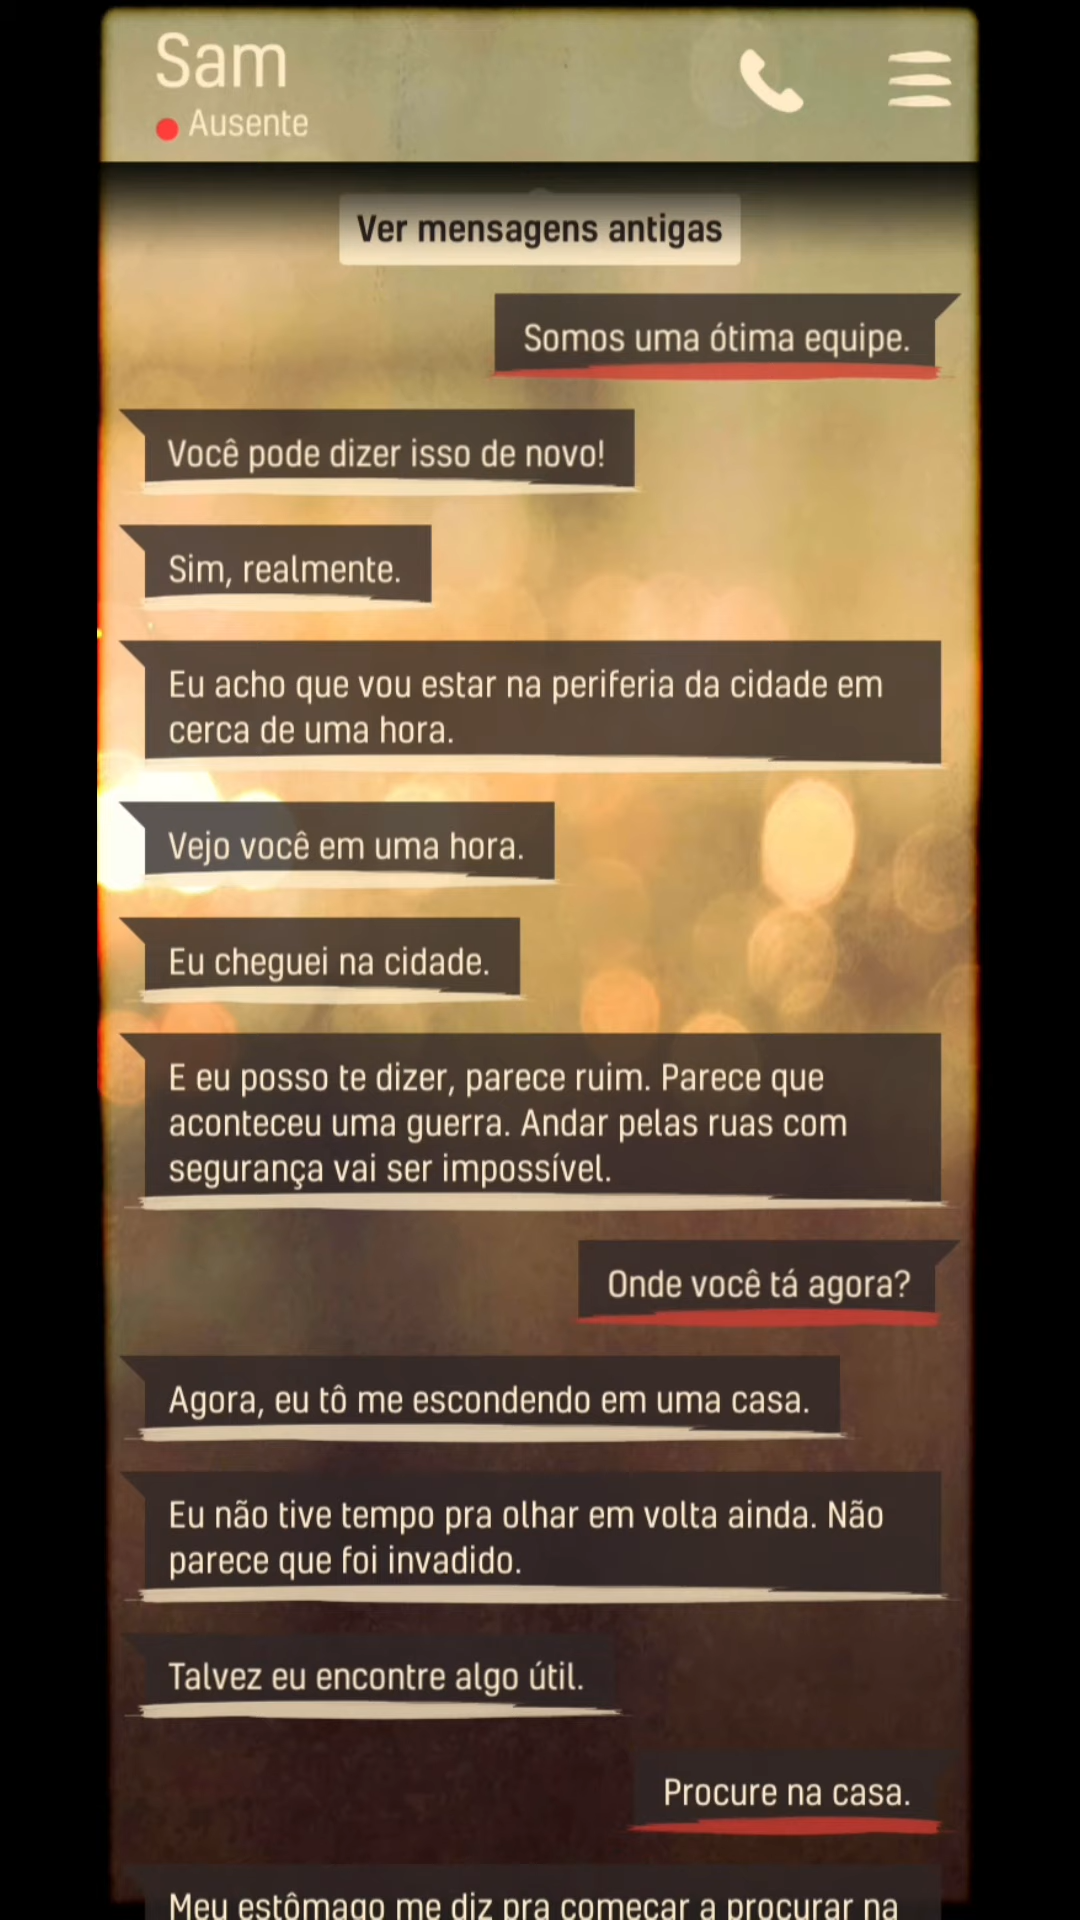 Sam
Ausente
Ver mensagens antigas
Somos uma ótima equipe.
Você pode dizer isso de novo!
Sim, realmente.
Eu acho que vou estar na periferia da cidade em
cerca de uma hora.
Vejo você em uma hora.
Eu cheguei na cidade.
E eu posso te dizer, parece ruim. Parece que
aconteceu uma guerra. Andar pelas ruas com
segurança vai ser impossível.
Onde você tá agora?
Agora, eu tô me escondendo em uma casa.
Eu não tive tempo pra olhar em volta ainda. Não
parece que foi invadido.
Talvez eu encontre algo útil.
Procure na casa.
Meu estômago me diz pra começar a procurar na